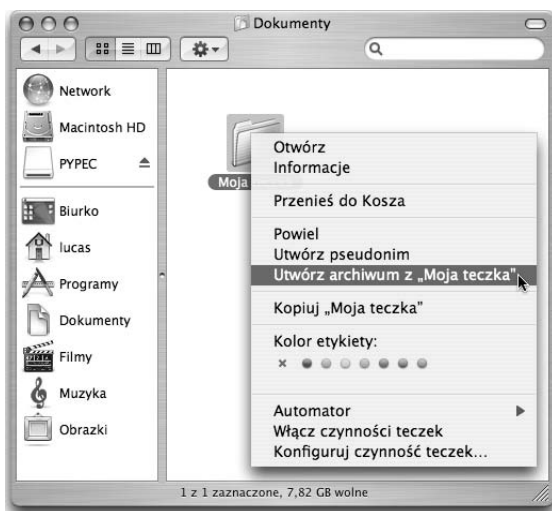 Dokumenty
Network
Macintosh HD
PYPEC
Biurko
lucas
Programy
Dokumenty
Filmy
Muzyka
Obrazki
Moja
Otwórz
Informacje
Przenieś do Kosza
Powiel
Utwórz pseudonim
Utwórz archiwum z „Moja teczka”
Kopiuj „Moja teczka”
Kolor etykiety:
×
Automator
Włącz czynności teczek
Konfiguruj czynność teczek...
1 z 1 zaznaczone, 7,82 GB wolne